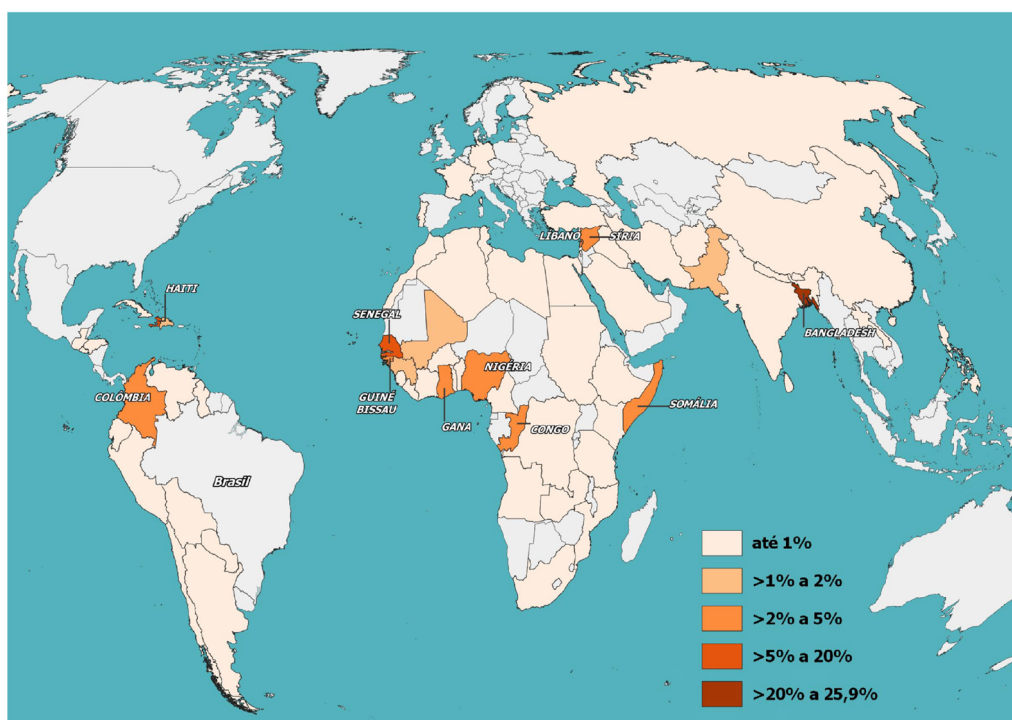 HAITI
COLÔMBIA
Brasil
SENEGAL
GUINÉ
BISSAU
GANA
NIGÉRIA
CONGO
SOMÁLIA
LÍBANO
SÍRIA
BANGLADESH
até 1%
>1% a 2%
>2% a 5%
>5% a 20%
>20% a 25,9%